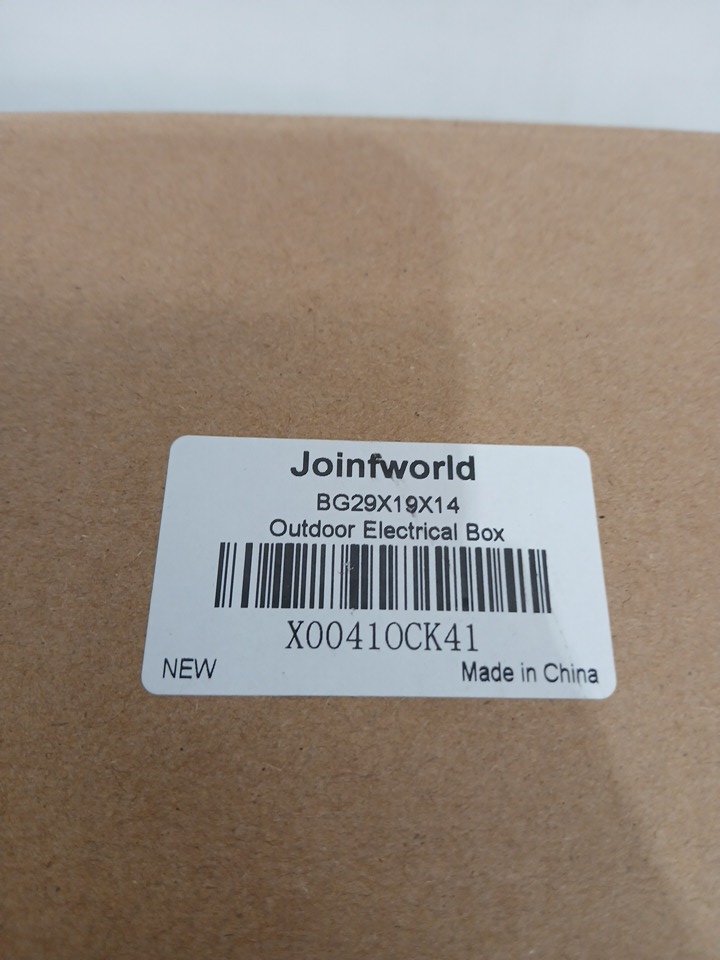 Joinfworld
BG29X19X14
Outdoor Electrical Box
X00410CK41
NEW
Made in China